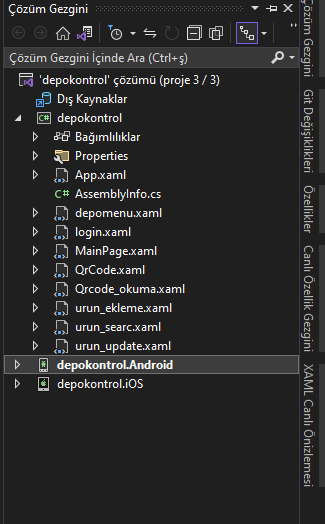 Çözüm Gezgini
Çözüm Gezgini İçinde Ara (Ctrl+ş)
'depokontrol' çözümü (proje 3 / 3)
Dış Kaynaklar
C# depokontrol
Bağımlılıklar
Properties
App.xaml
C# AssemblyInfo.cs
depomenu.xaml
login.xaml
MainPage.xaml
QrCode.xaml
Qrcode_okuma.xaml
urun_ekleme.xaml
urun_searc.xaml
urun_update.xaml
depokontrol.Android
depokontrol.iOS
Çözüm Gezgini
Git Değişiklikleri
Özellikler
Canlı Özellik Gezgini
XAML Canlı Önizlemesi